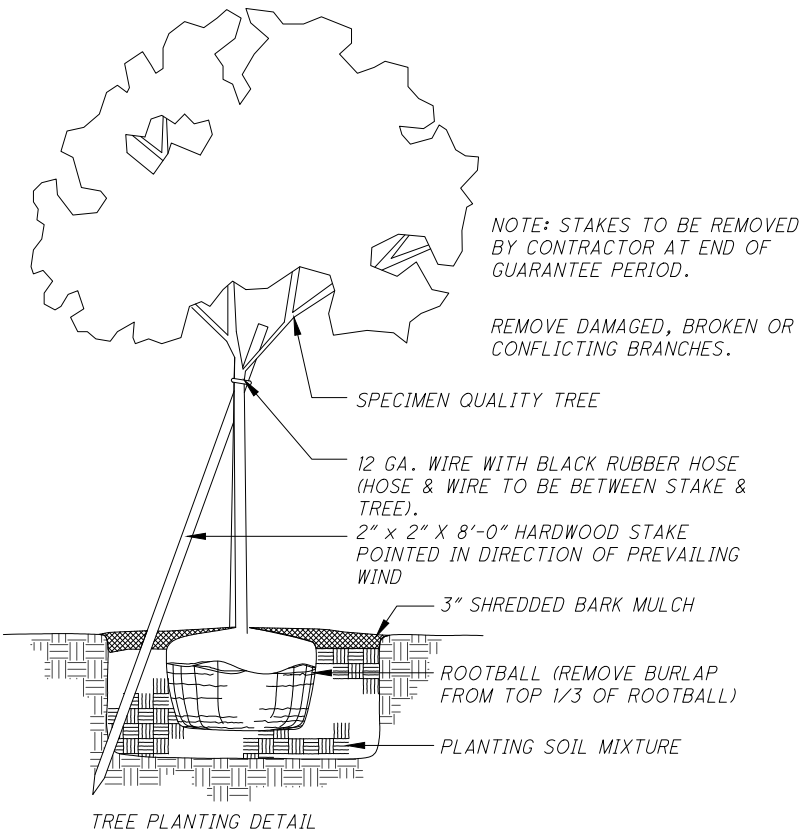 NOTE: STAKES TO BE REMOVED
BY CONTRACTOR AT END OF
GUARANTEE PERIOD.
REMOVE DAMAGED, BROKEN OR
CONFLICTING BRANCHES.
SPECIMEN QUALITY TREE
12 GA. WIRE WITH BLACK RUBBER HOSE
(HOSE & WIRE TO BE BETWEEN STAKE &
TREE).
2" x 2" X 8'-0" HARDWOOD STAKE
POINTED IN DIRECTION OF PREVAILING
WIND
3" SHREDDED BARK MULCH
ROOTBALL (REMOVE BURLAP
FROM TOP 1/3 OF ROOTBALL)
PLANTING SOIL MIXTURE
TREE PLANTING DETAIL